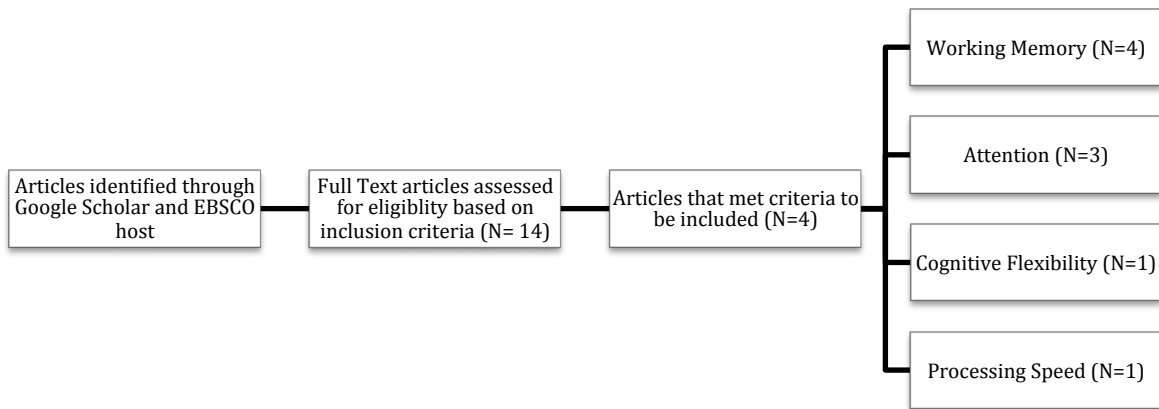 Articles identified through
Google Scholar and EBSCO
host
Full Text articles assessed
for eligiblity based on
inclusion criteria (N= 14)
Articles that met criteria to
be included (N=4)
Working Memory (N=4)
Attention (N=3)
Cognitive Flexibility (N=1)
Processing Speed (N=1)